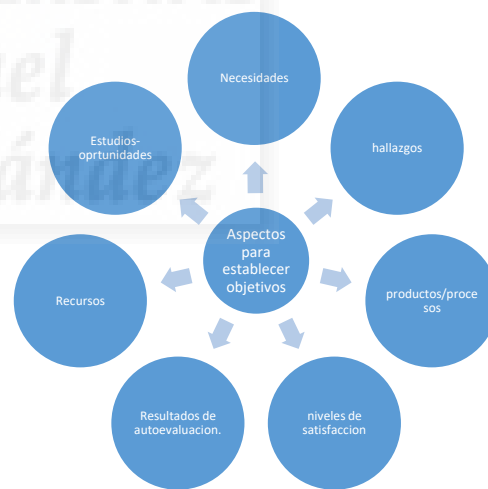 Necesidades
hallazgos
productos/proce
sos
niveles de
satisfaccion
Resultados de
autoevaluacion.
Recursos
Estudios-
oprtunidades
Aspectos
para
establecer
objetivos